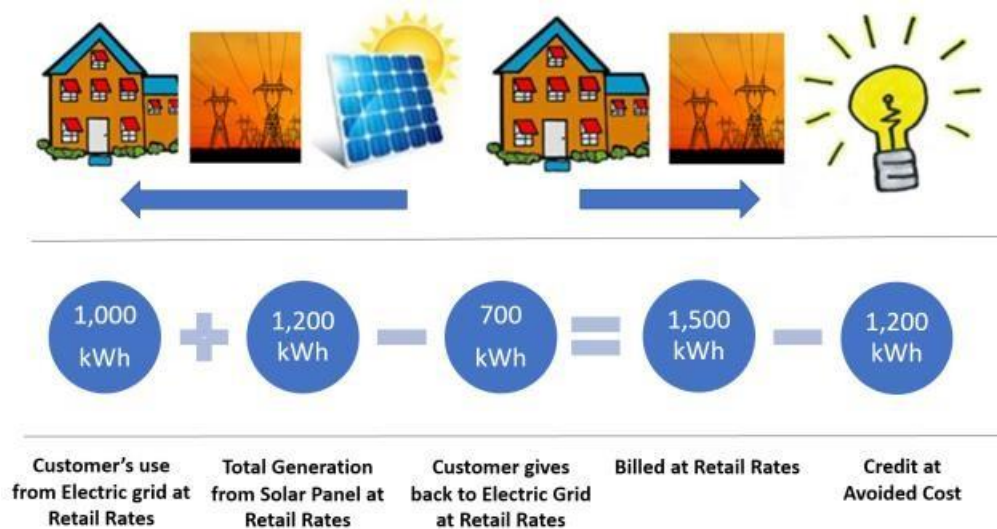 1,000
kWh
1,200
kWh
700
kWh
1,500
kWh
1,200
kWh
Customer's use
from Electric grid at
Retail Rates
Total Generation
from Solar Panel at
Retail Rates
Customer gives
back to Electric Grid
at Retail Rates
Billed at Retail Rates
Credit at
Avoided Cost